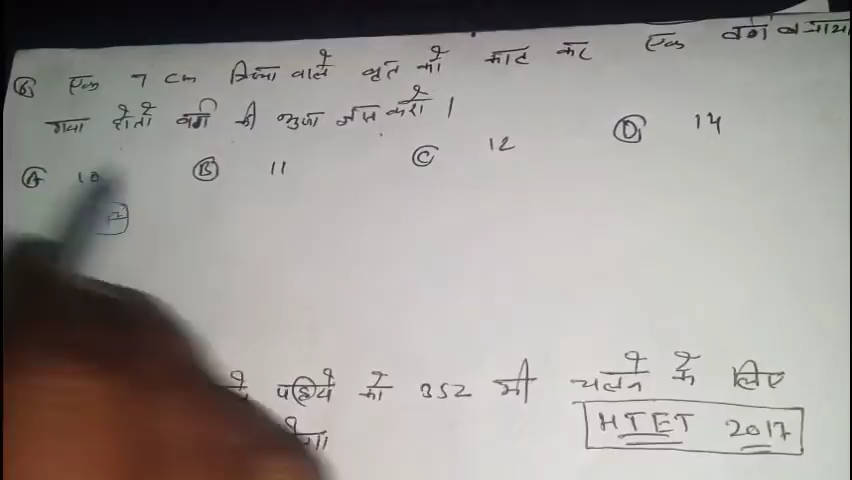 ⑥ एक 7 cm त्रिज्या वाले वृत को काट कर एक वर्ग बनाया
गया हो तो वर्ग की भुजा ज्ञात करो ।
Ⓐ 10 Ⓑ 11 Ⓒ 12 Ⓓ 14
पहिये को 352 मी चलने के लिए
HTET 2017